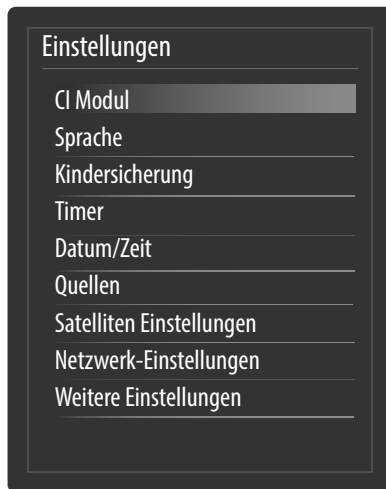 Einstellungen
CI Modul
Sprache
Kindersicherung
Timer
Datum/Zeit
Quellen
Satelliten Einstellungen
Netzwerk-Einstellungen
Weitere Einstellungen